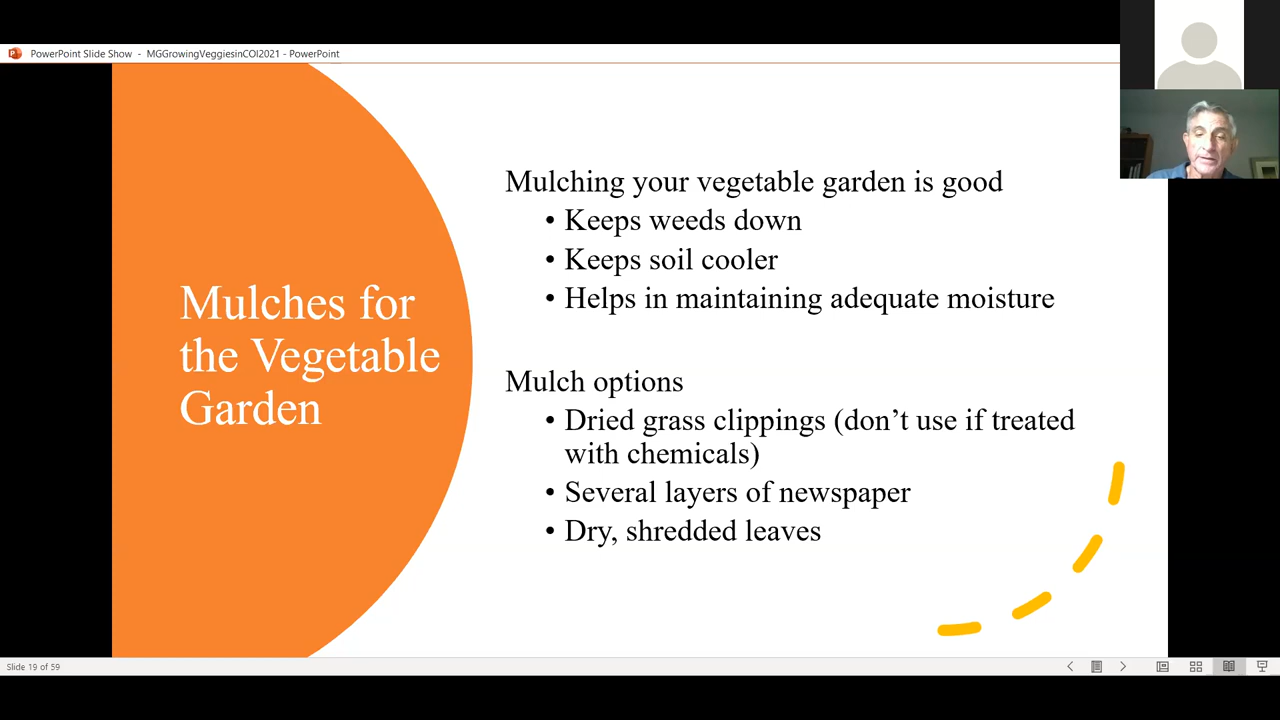 PowerPoint Slide Show - MGGrowingVeggiesinCOI2021 - PowerPoint
Mulches for
the Vegetable
Garden
Mulching your vegetable garden is good
• Keeps weeds down
• Keeps soil cooler
• Helps in maintaining adequate moisture
Mulch options
• Dried grass clippings (don’t use if treated
with chemicals)
• Several layers of newspaper
• Dry, shredded leaves
Slide 19 of 59